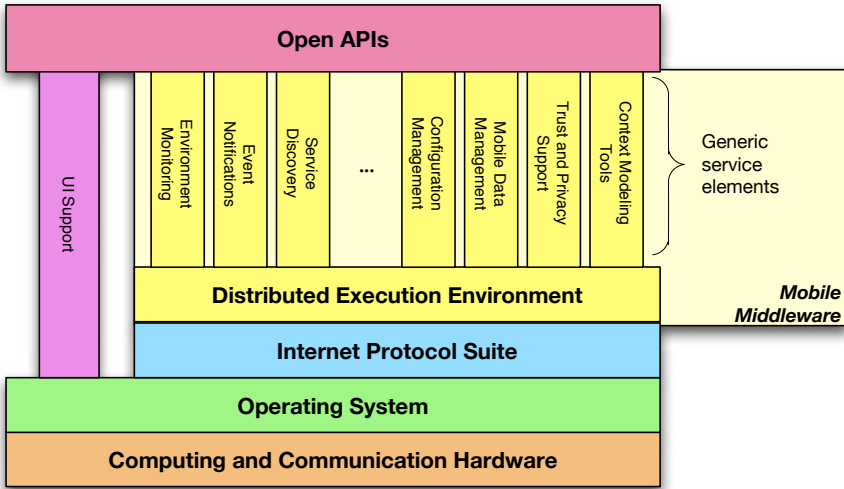 Open APIs
UI Support
Environment
Monitoring
Event
Notifications
Service
Discovery
...
Configuration
Management
Mobile Data
Management
Trust and Privacy
Support
Context Modeling
Tools
Generic
service
elements
Distributed Execution Environment
Mobile
Middleware
Internet Protocol Suite
Operating System
Computing and Communication Hardware